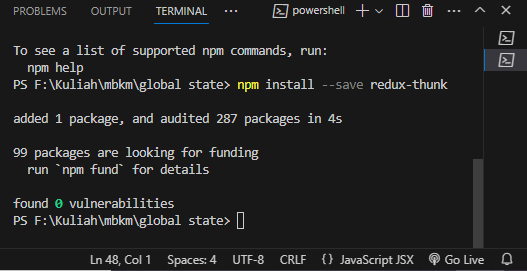 PROBLEMS OUTPUT TERMINAL ... powershell
To see a list of supported npm commands, run:
npm help
PS F:\Kuliah\mbkm\global state> npm install --save redux-thunk
added 1 package, and audited 287 packages in 4s
99 packages are looking for funding
run `npm fund` for details
found 0 vulnerabilities
PS F:\Kuliah\mbkm\global state>
Ln 48, Col 1 Spaces: 4 UTF-8 CRLF {} JavaScript JSX Go Live